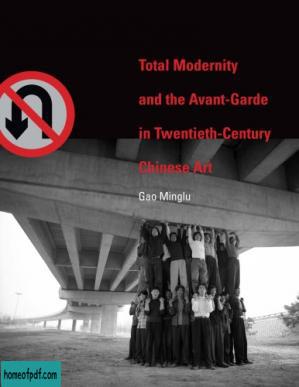 Total Modernity
and the Avant-Garde
in Twentieth-Century
Chinese Art
Gao Minglu
homeofpdf.com